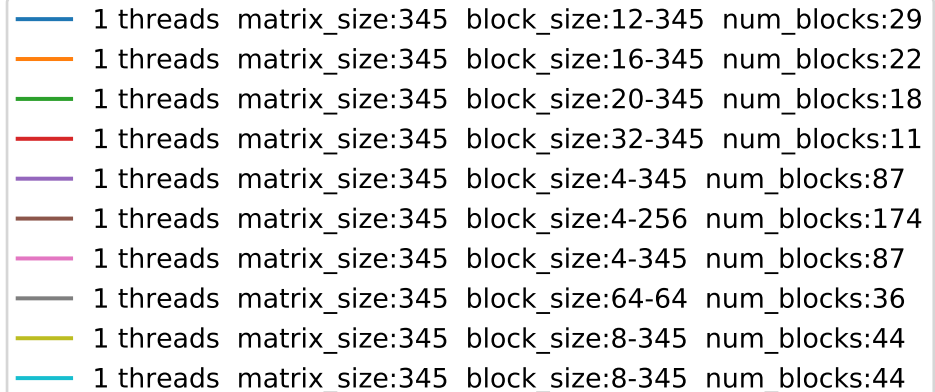 1 threads  matrix_size:345  block_size:12-345  num_blocks:29
1 threads  matrix_size:345  block_size:16-345  num_blocks:22
1 threads  matrix_size:345  block_size:20-345  num_blocks:18
1 threads  matrix_size:345  block_size:32-345  num_blocks:11
1 threads  matrix_size:345  block_size:4-345  num_blocks:87
1 threads  matrix_size:345  block_size:4-256  num_blocks:174
1 threads  matrix_size:345  block_size:4-345  num_blocks:87
1 threads  matrix_size:345  block_size:64-64  num_blocks:36
1 threads  matrix_size:345  block_size:8-345  num_blocks:44
1 threads  matrix_size:345  block_size:8-345  num_blocks:44